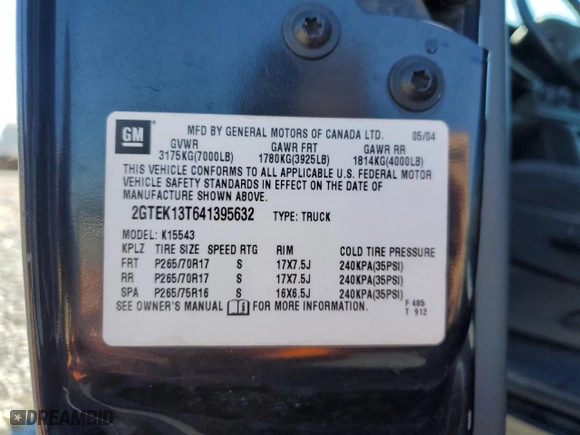 GM
MFD BY GENERAL MOTORS OF CANADA LTD. 05/04
GVWR GAWR FRT GAWR RR
3175KG(7000LB) 1780KG(3925LB) 1814KG(4000LB)
THIS VEHICLE CONFORMS TO ALL APPLICABLE U.S. FEDERAL MOTOR
VEHICLE SAFETY STANDARDS IN EFFECT ON THE DATE OF
MANUFACTURE SHOWN ABOVE.
2GTEK13T641395632 TYPE: TRUCK
MODEL: K15543
KPLZ TIRE SIZE SPEED RTG RIM COLD TIRE PRESSURE
FRT P265/70R17 S 17X7.5J 240KPA(35PSI)
RR P265/70R17 S 17X7.5J 240KPA(35PSI)
SPA P265/75R16 S 16X6.5J 240KPA(35PSI)
SEE OWNER'S MANUAL FOR MORE INFORMATION.
F 485
T 912
DREAMBID